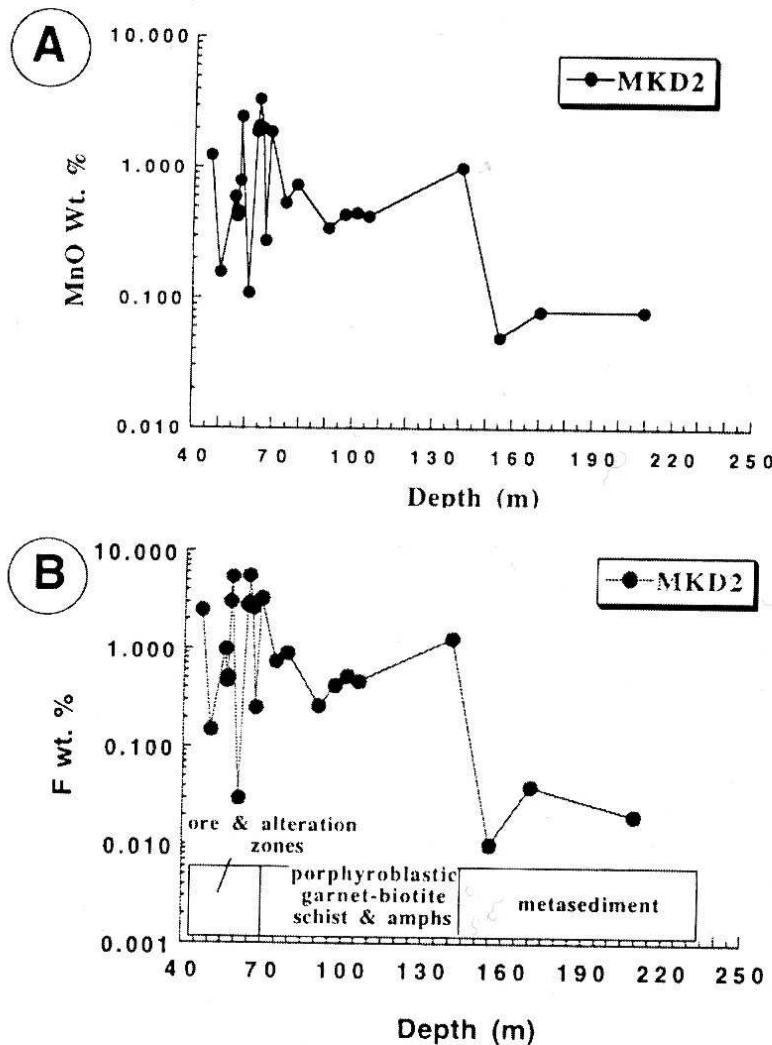 A
10.000
1.000
0.100
0.010
MnO Wt. %
MKD2
40 70 100 130 160 190 220 250
Depth (m)
B
10.000
1.000
0.100
0.010
0.001
F wt. %
MKD2
ore & alteration
zones
porphyroblastic
garnet-biotite
schist & amphs
metasediment
40 70 100 130 160 190 220 250
Depth (m)